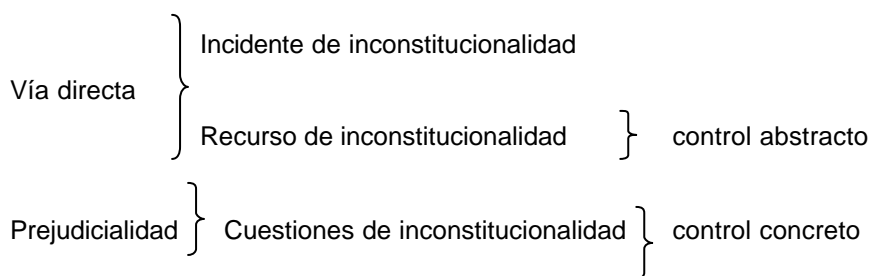 Incidente de inconstitucionalidad
Vía directa
Recurso de inconstitucionalidad control abstracto
Prejudicialidad Cuestiones de inconstitucionalidad control concreto